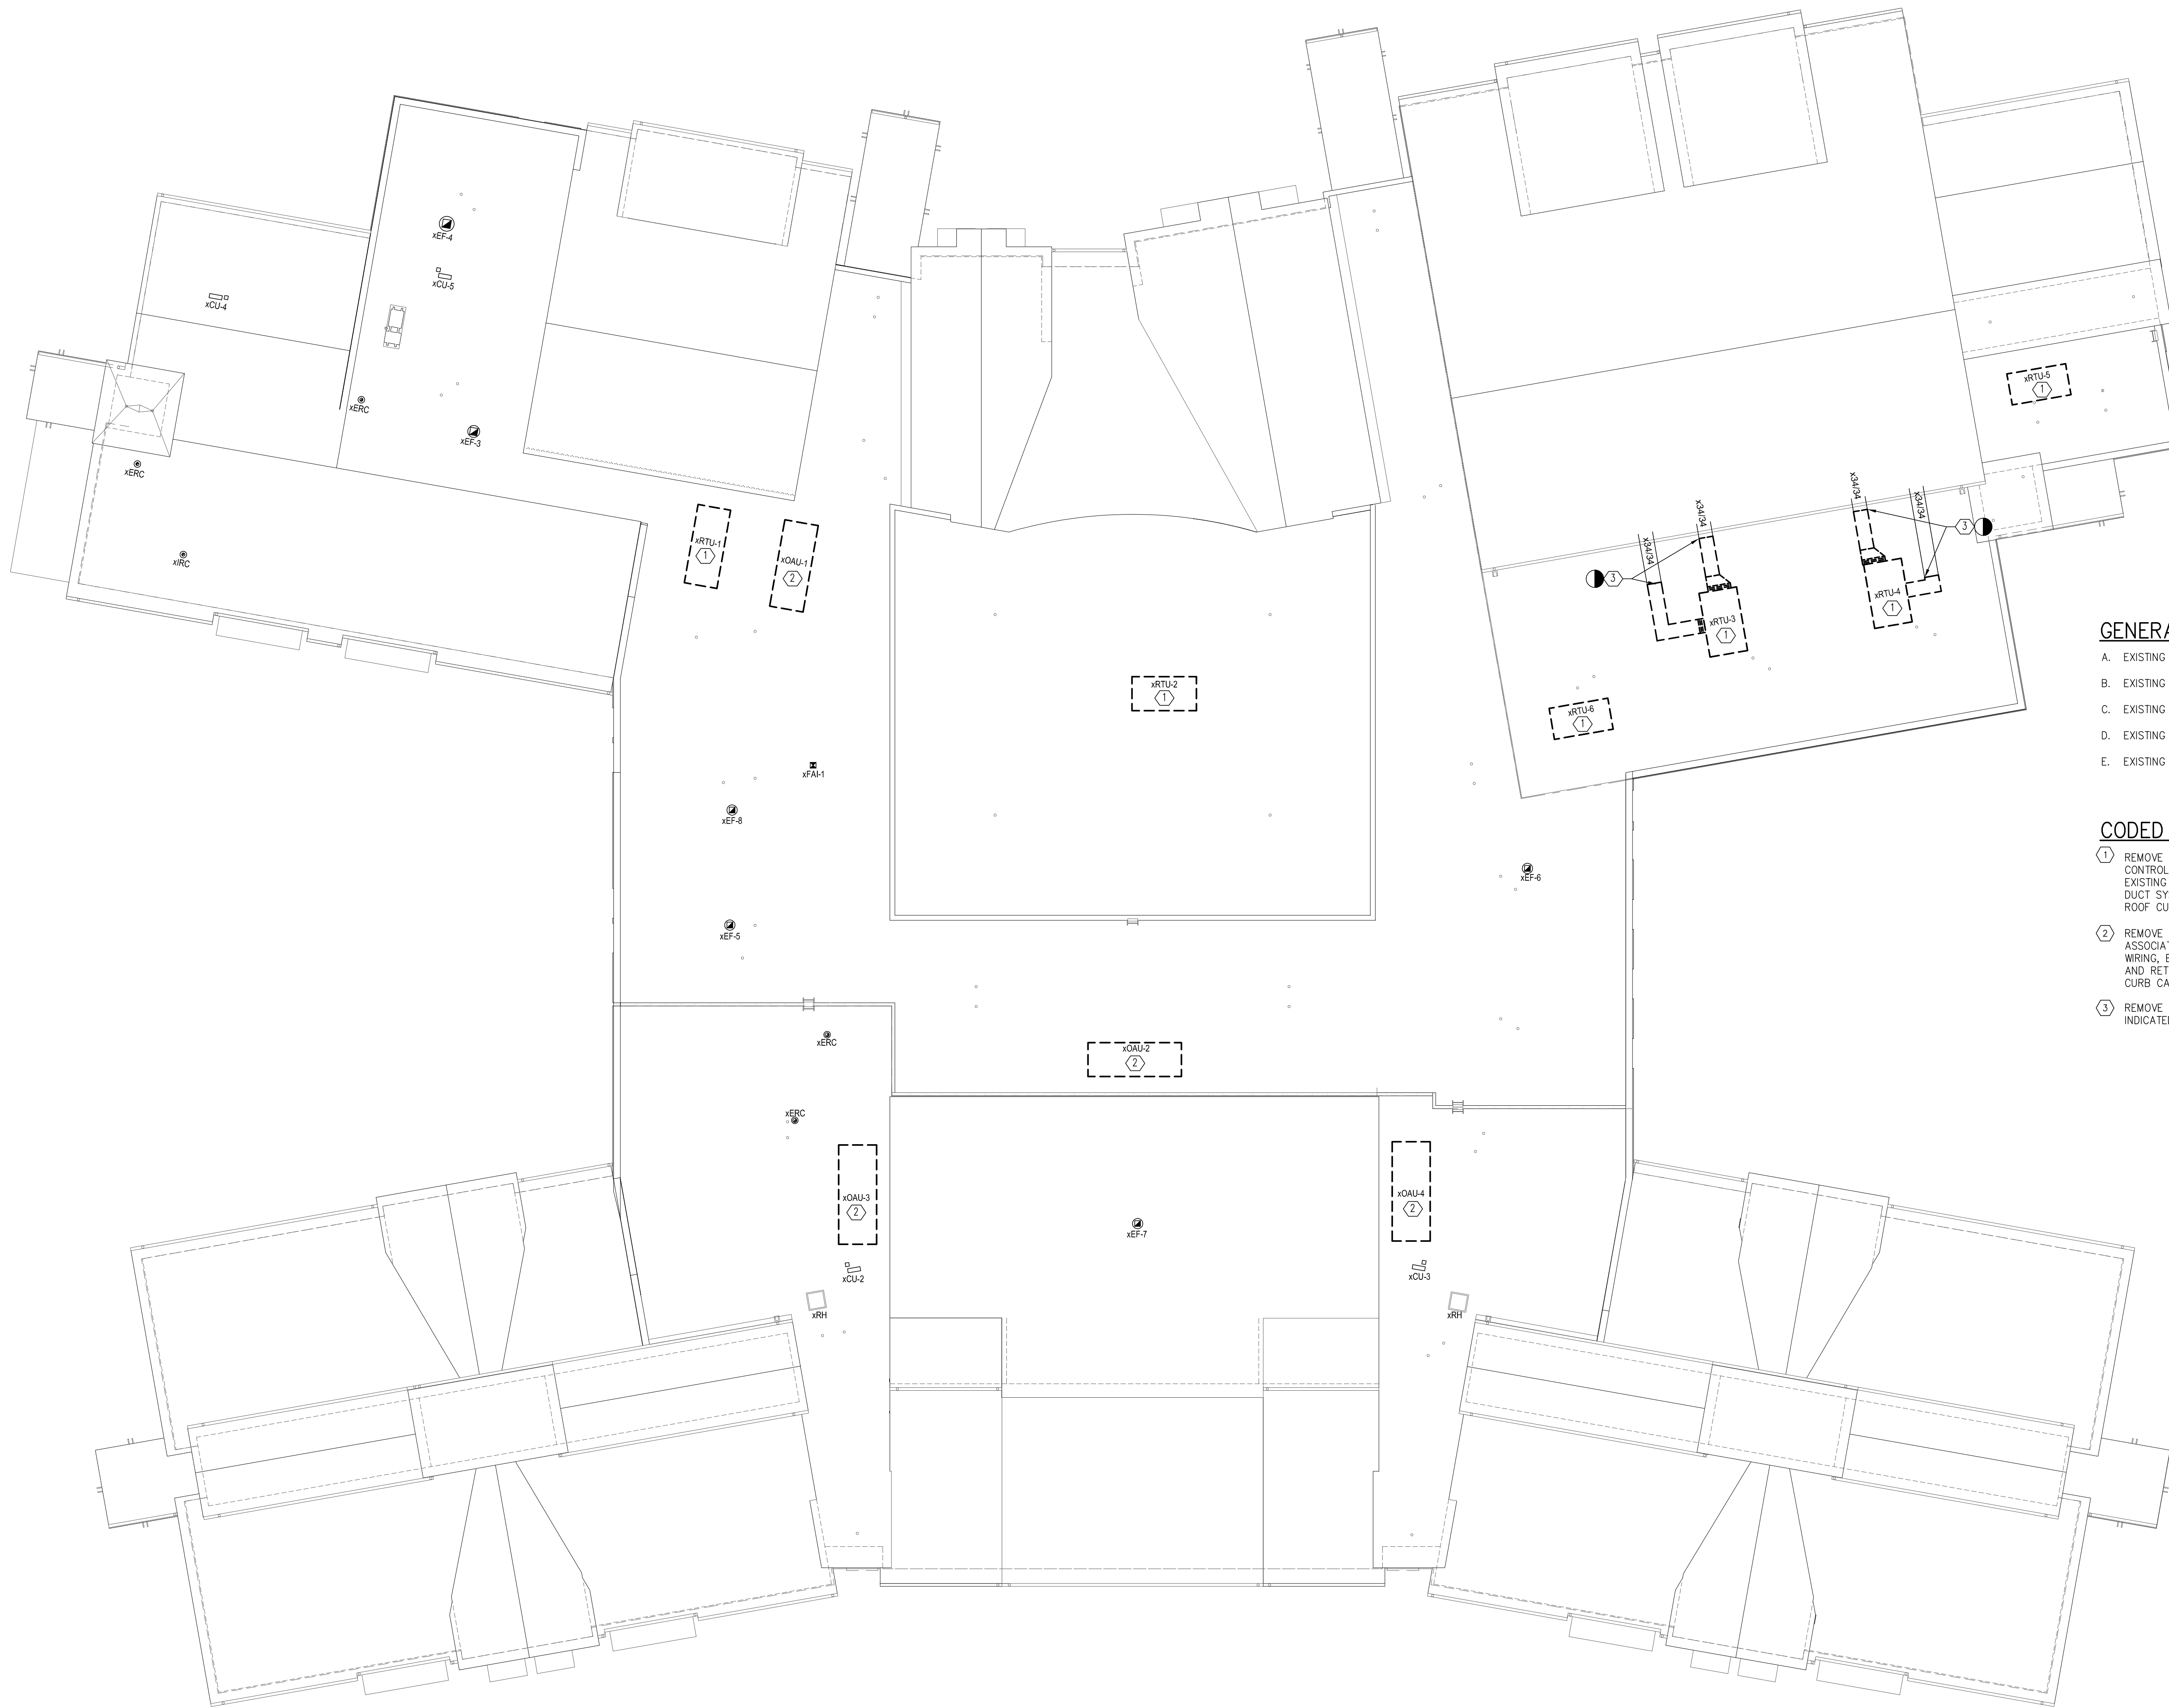 xEF-4
xCU-5
xCU-4
xERC
xEF-3
xERC
xIRC
xRTU-1
1
xOAU-1
2
xRTU-5
1
x34/34
x34/34
x34/34
x34/34
3
3
xRTU-4
1
xRTU-3
1
xRTU-2
1
xRTU-6
1
xFAI-1
xEF-8
xEF-6
xEF-5
xERC
xOAU-2
2
xERC
xOAU-3
2
xOAU-4
2
xEF-7
xCU-2
xCU-3
xRH
xRH
GENERA
A. EXISTING
B. EXISTING
C. EXISTING
D. EXISTING
E. EXISTING
CODED
1 REMOVE
CONTROL
EXISTING
DUCT SY
ROOF CU
2 REMOVE
ASSOCIAT
WIRING, E
AND RET
CURB CA
3 REMOVE
INDICATE